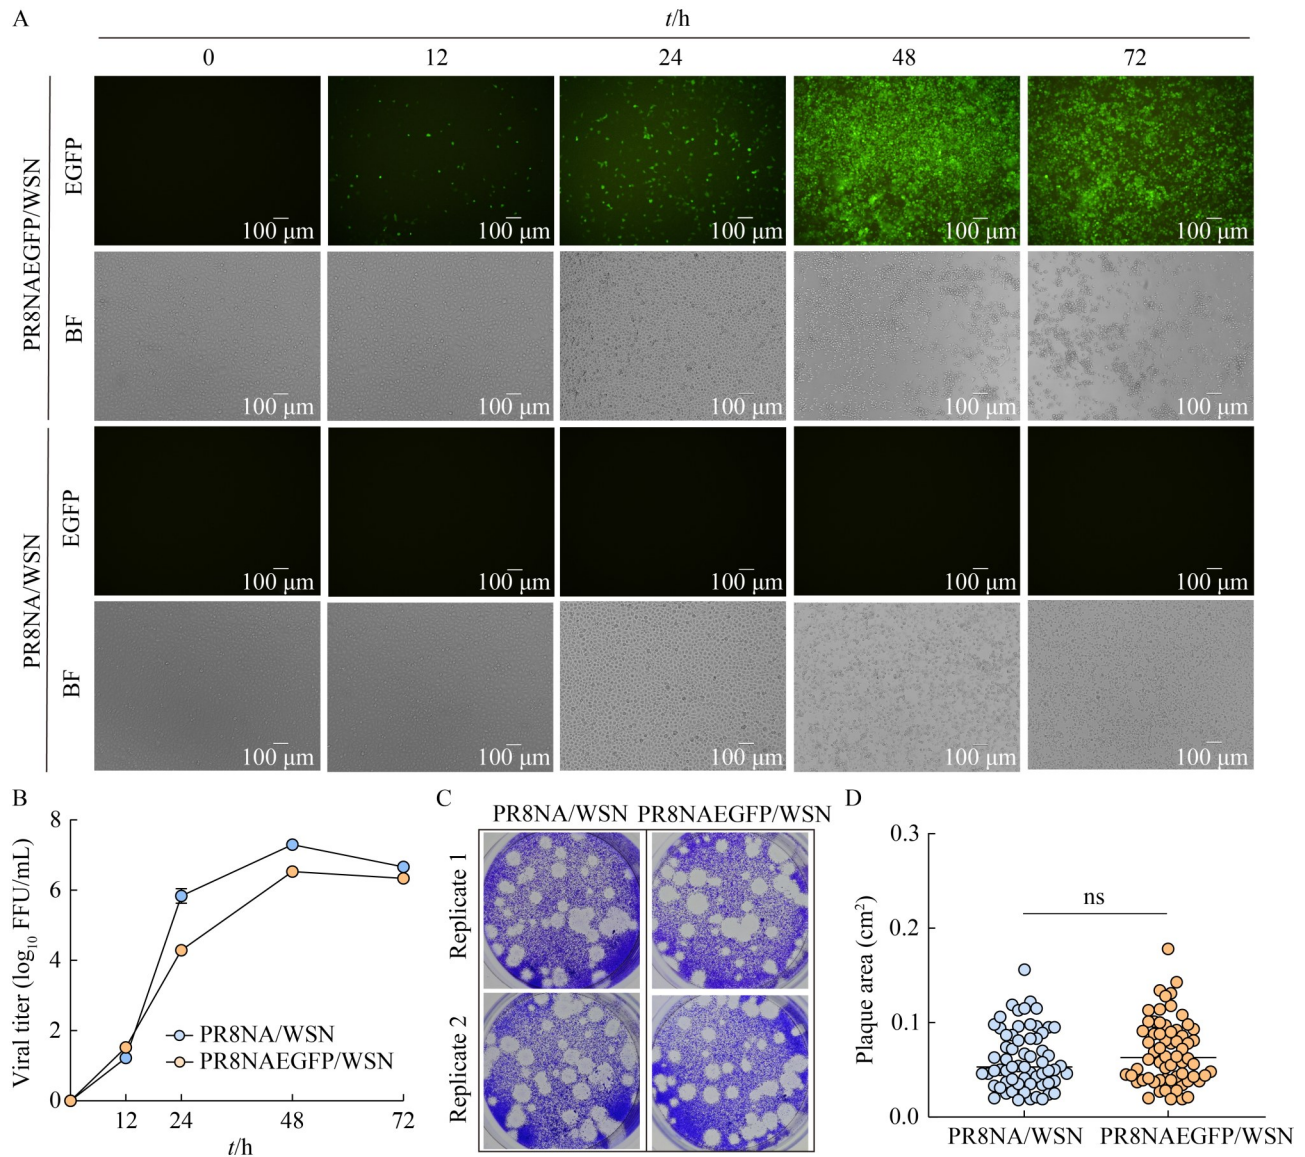 A
t/h
0 12 24 48 72
PR8NAEGFP/WSN
EGFP
100 μm 100 μm 100 μm 100 μm 100 μm
BF
100 μm 100 μm 100 μm 100 μm 100 μm
PR8NA/WSN
EGFP
100 μm 100 μm 100 μm 100 μm 100 μm
BF
100 μm 100 μm 100 μm 100 μm 100 μm
B
Viral titer (log₁₀ FFU/mL)
8
6
4
2
0
PR8NA/WSN
PR8NAEGFP/WSN
12 24 48 72
t/h
C
PR8NA/WSN PR8NAEGFP/WSN
Replicate 1
Replicate 2
D
Plaque area (cm²)
0.3
0.2
0.1
0.0
ns
PR8NA/WSN PR8NAEGFP/WSN